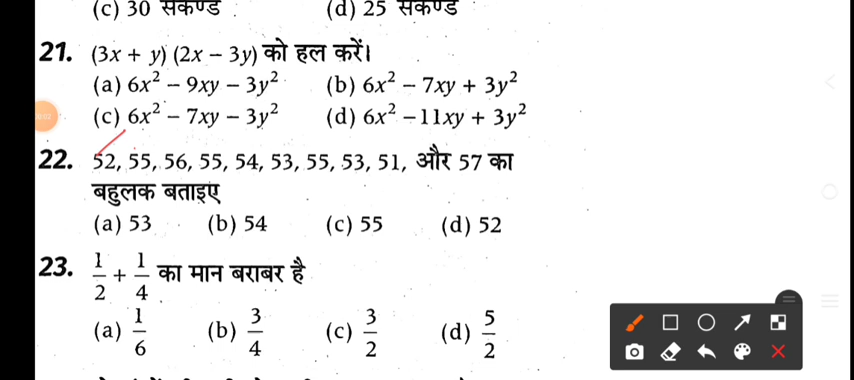 (c) 30 सेकण्ड (d) 25 सेकण्ड
21. (3x + y) (2x – 3y) को हल करें।
(a) 6x² – 9xy – 3y² (b) 6x² – 7xy + 3y²
(c) 6x² – 7xy – 3y² (d) 6x² – 11xy + 3y²
22. 52, 55, 56, 55, 54, 53, 55, 53, 51, और 57 का
बहुलक बताइए
(a) 53 (b) 54 (c) 55 (d) 52
23. 1/2 + 1/4 का मान बराबर है
(a) 1/6 (b) 3/4 (c) 3/2 (d) 5/2